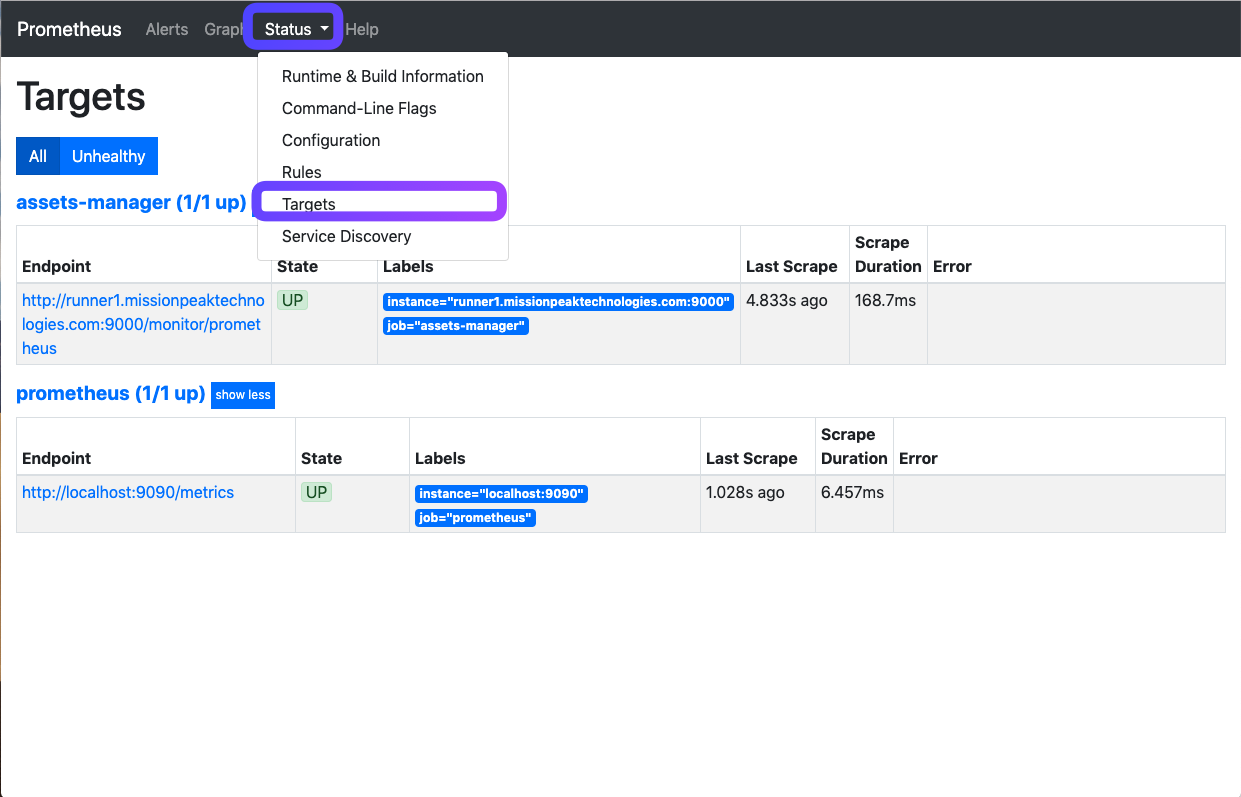 Prometheus Alerts Status Help
Runtime & Build Information
Targets
Command-Line Flags
Configuration
All Unhealthy
Rules
assets-manager (1/1 up)
Targets
Service Discovery
Endpoint State Labels Last Scrape Scrape Duration Error
http://runner1.missionpeaktechno
logies.com:9000/monitor/promet
heus
UP
instance="runner1.missionpeaktechnologies.com:9000"
job="assets-manager"
4.833s ago
168.7ms
prometheus (1/1 up) show less
Endpoint State Labels Last Scrape Scrape Duration Error
http://localhost:9090/metrics
UP
instance="localhost:9090"
job="prometheus"
1.028s ago
6.457ms